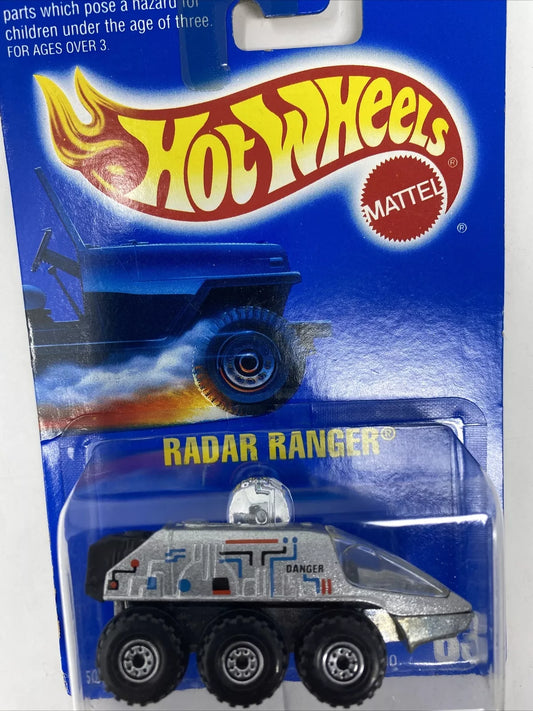 parts which pose a hazard for
children under the age of three.
FOR AGES OVER 3.
HOT WHEELS
®
MATTEL
®
RADAR RANGER®
DANGER
63